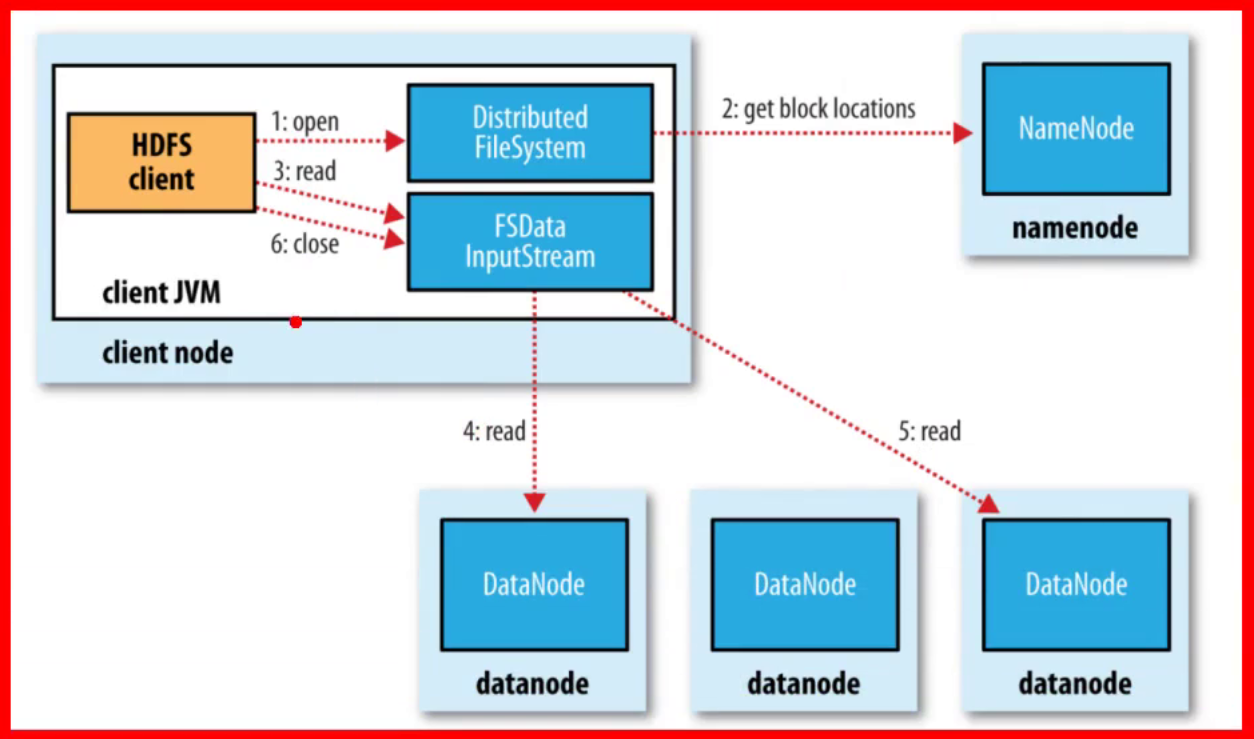 HDFS
client
1: open
3: read
6: close
Distributed
FileSystem
FSData
InputStream
client JVM
client node
2: get block locations
NameNode
namenode
4: read
5: read
DataNode
datanode
DataNode
datanode
DataNode
datanode